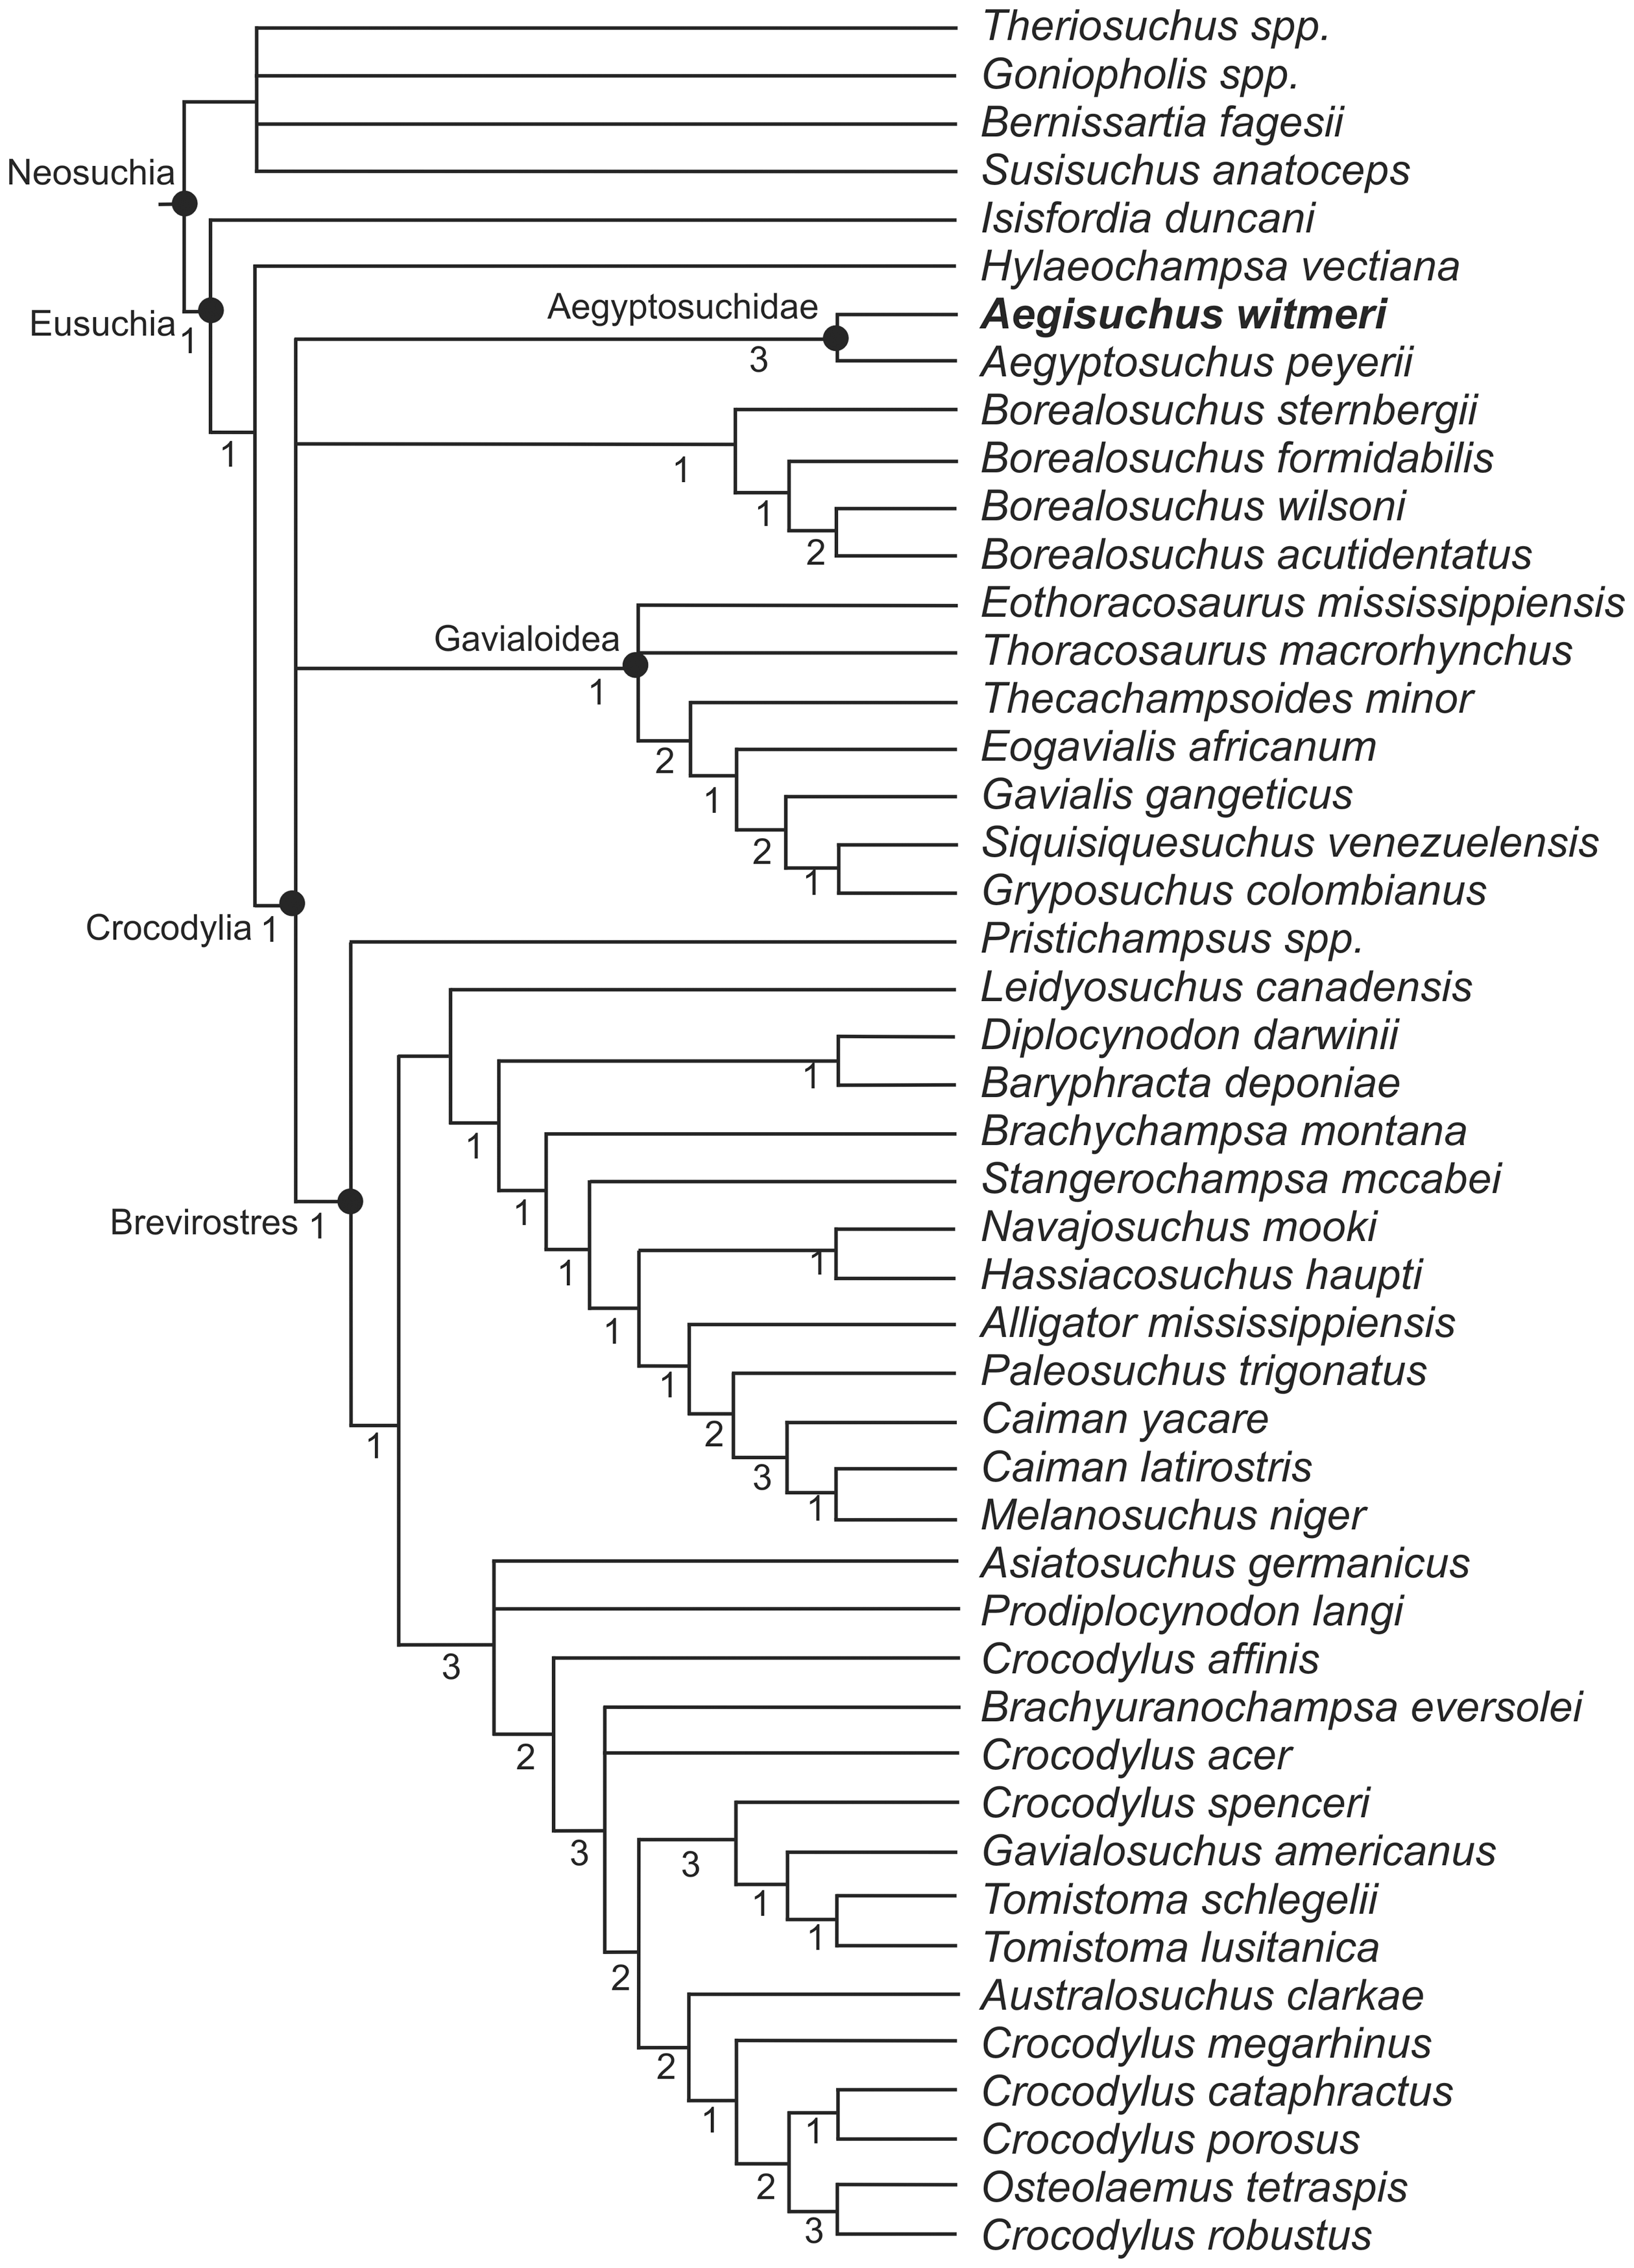 Theriosuchus spp.
Goniopholis spp.
Bernissartia fagesii
Neosuchia
Susisuchus anatoceps
Isisfordia duncani
Hylaeochampsa vectiana
Aegyptosuchidae
Aegisuchus witmeri
Eusuchia 1
3
Aegyptosuchus peyerii
Borealosuchus sternbergii
1
1
Borealosuchus formidabilis
1
Borealosuchus wilsoni
2
Borealosuchus acutidentatus
Eothoracosaurus mississippiensis
Gavialoidea
Thoracosaurus macrorhynchus
1
Thecachampsoides minor
2
Eogavialis africanum
1
Gavialis gangeticus
2
Siquisiquesuchus venezuelensis
1
Gryposuchus colombianus
Crocodylia 1
Pristichampsus spp.
Leidyosuchus canadensis
Diplocynodon darwinii
1
Baryphracta deponiae
1
Brachychampsa montana
Stangerochampsa mccabei
1
Brevirostres 1
Navajosuchus mooki
1
1
Hassiacosuchus haupti
1
Alligator mississippiensis
1
Paleosuchus trigonatus
2
Caiman yacare
1
3
Caiman latirostris
1
Melanosuchus niger
Asiatosuchus germanicus
Prodiplocynodon langi
3
Crocodylus affinis
2
Brachyuranochampsa eversolei
Crocodylus acer
3
Crocodylus spenceri
3
Gavialosuchus americanus
1
Tomistoma schlegelii
1
Tomistoma lusitanica
2
Australosuchus clarkae
2
Crocodylus megarhinus
1
Crocodylus cataphractus
1
Crocodylus porosus
2
Osteolaemus tetraspis
3
Crocodylus robustus